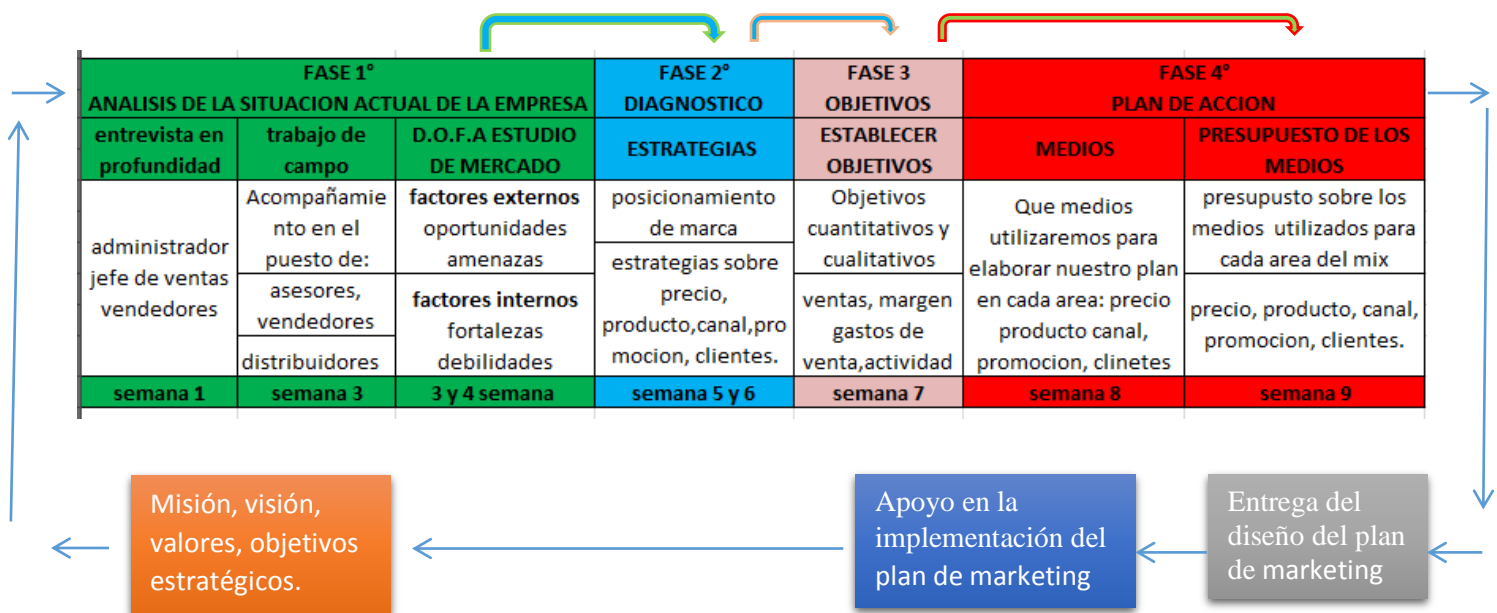 FASE 1°
ANALISIS DE LA SITUACION ACTUAL DE LA EMPRESA
FASE 2°
DIAGNOSTICO
FASE 3
OBJETIVOS
FASE 4°
PLAN DE ACCION
entrevista en
profundidad
trabajo de
campo
D.O.F.A ESTUDIO
DE MERCADO
ESTRATEGIAS
ESTABLECER
OBJETIVOS
MEDIOS
PRESUPUESTO DE LOS
MEDIOS
administrador
jefe de ventas
vendedores
Acompañamie
nto en el
puesto de:
asesores,
vendedores
distribuidores
factores externos
oportunidades
amenazas
factores internos
fortalezas
debilidades
posicionamiento
de marca
estrategias sobre
precio,
producto,canal,pro
mocion, clientes.
Objetivos
cuantitativos y
cualitativos
ventas, margen
gastos de
venta,actividad
Que medios
utilizaremos para
elaborar nuestro plan
en cada area: precio
producto canal,
promocion, clinetes
presupusto sobre los
medios utilizados para
cada area del mix
precio, producto, canal,
promocion, clientes.
semana 1
semana 3
3 y 4 semana
semana 5 y 6
semana 7
semana 8
semana 9
Misión, visión,
valores, objetivos
estratégicos.
Apoyo en la
implementación del
plan de marketing
Entrega del
diseño del plan
de marketing